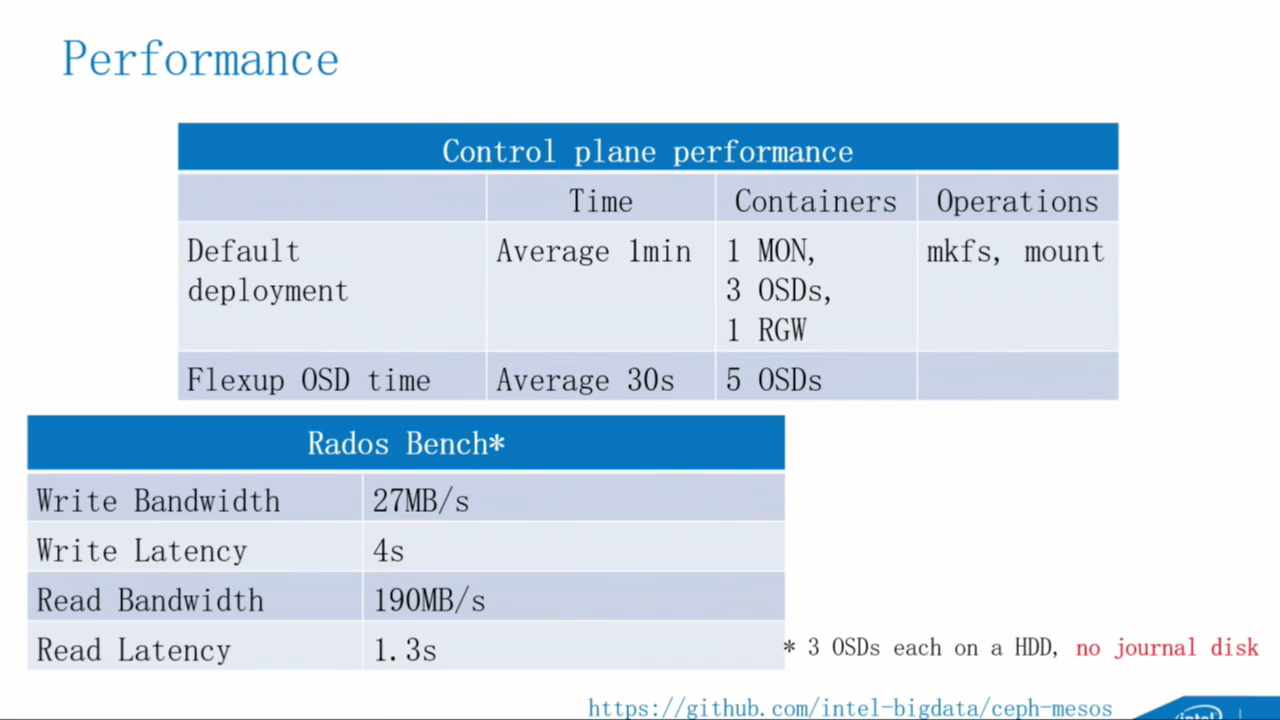 Performance
Control plane performance
Time Containers Operations
Default deployment Average 1min 1 MON, 3 OSDs, 1 RGW mkfs, mount
Flexup OSD time Average 30s 5 OSDs
Rados Bench*
Write Bandwidth 27MB/s
Write Latency 4s
Read Bandwidth 190MB/s
Read Latency 1.3s
* 3 OSDs each on a HDD, no journal disk
https://github.com/intel-bigdata/ceph-mesos
intel